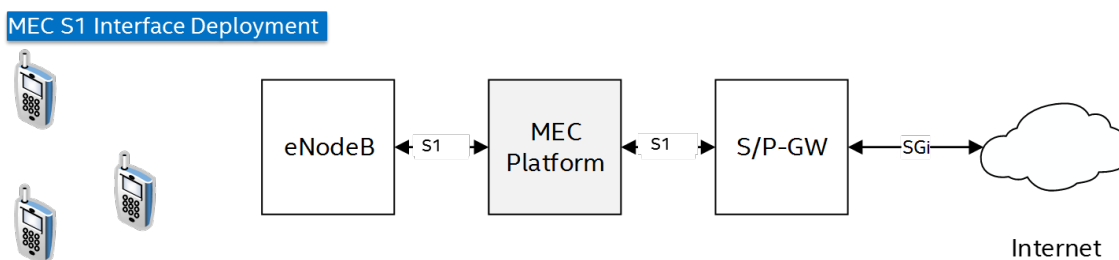 MEC S1 Interface Deployment
eNodeB
S1
MEC
Platform
S1
S/P-GW
SGi
Internet